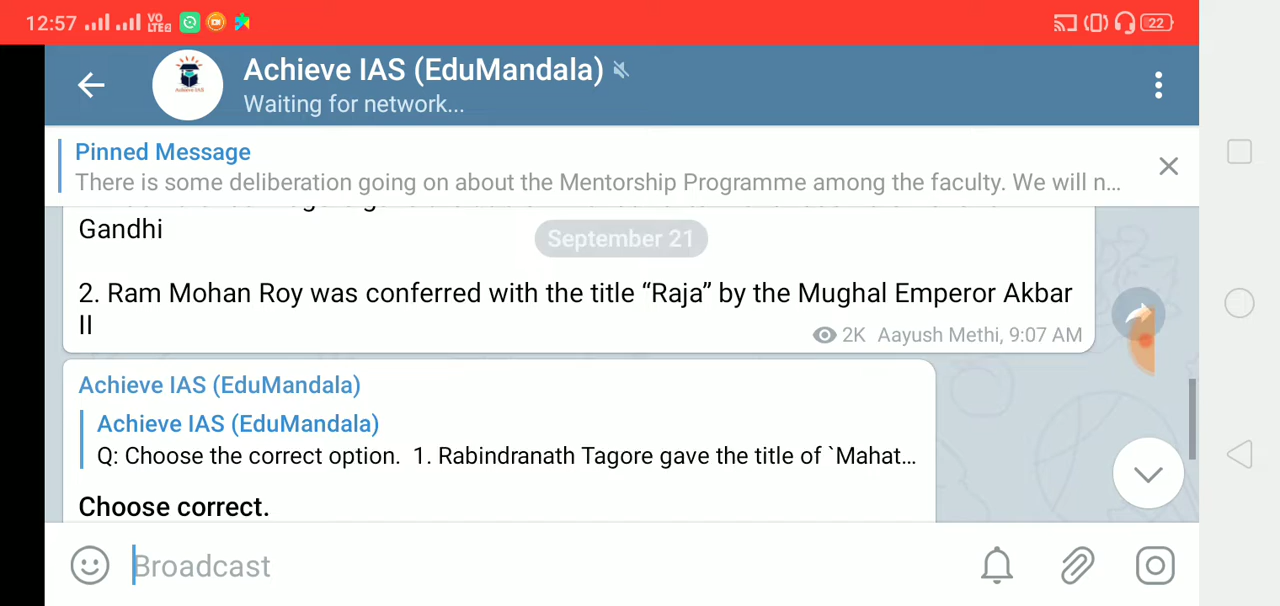 12:57 VO LTE2 22
Achieve IAS (EduMandala)
Waiting for network...
Pinned Message
There is some deliberation going on about the Mentorship Programme among the faculty. We will n...
Gandhi
September 21
2. Ram Mohan Roy was conferred with the title “Raja” by the Mughal Emperor Akbar
II
2K Aayush Methi, 9:07 AM
Achieve IAS (EduMandala)
Achieve IAS (EduMandala)
Q: Choose the correct option. 1. Rabindranath Tagore gave the title of `Mahat...
Choose correct.
Broadcast